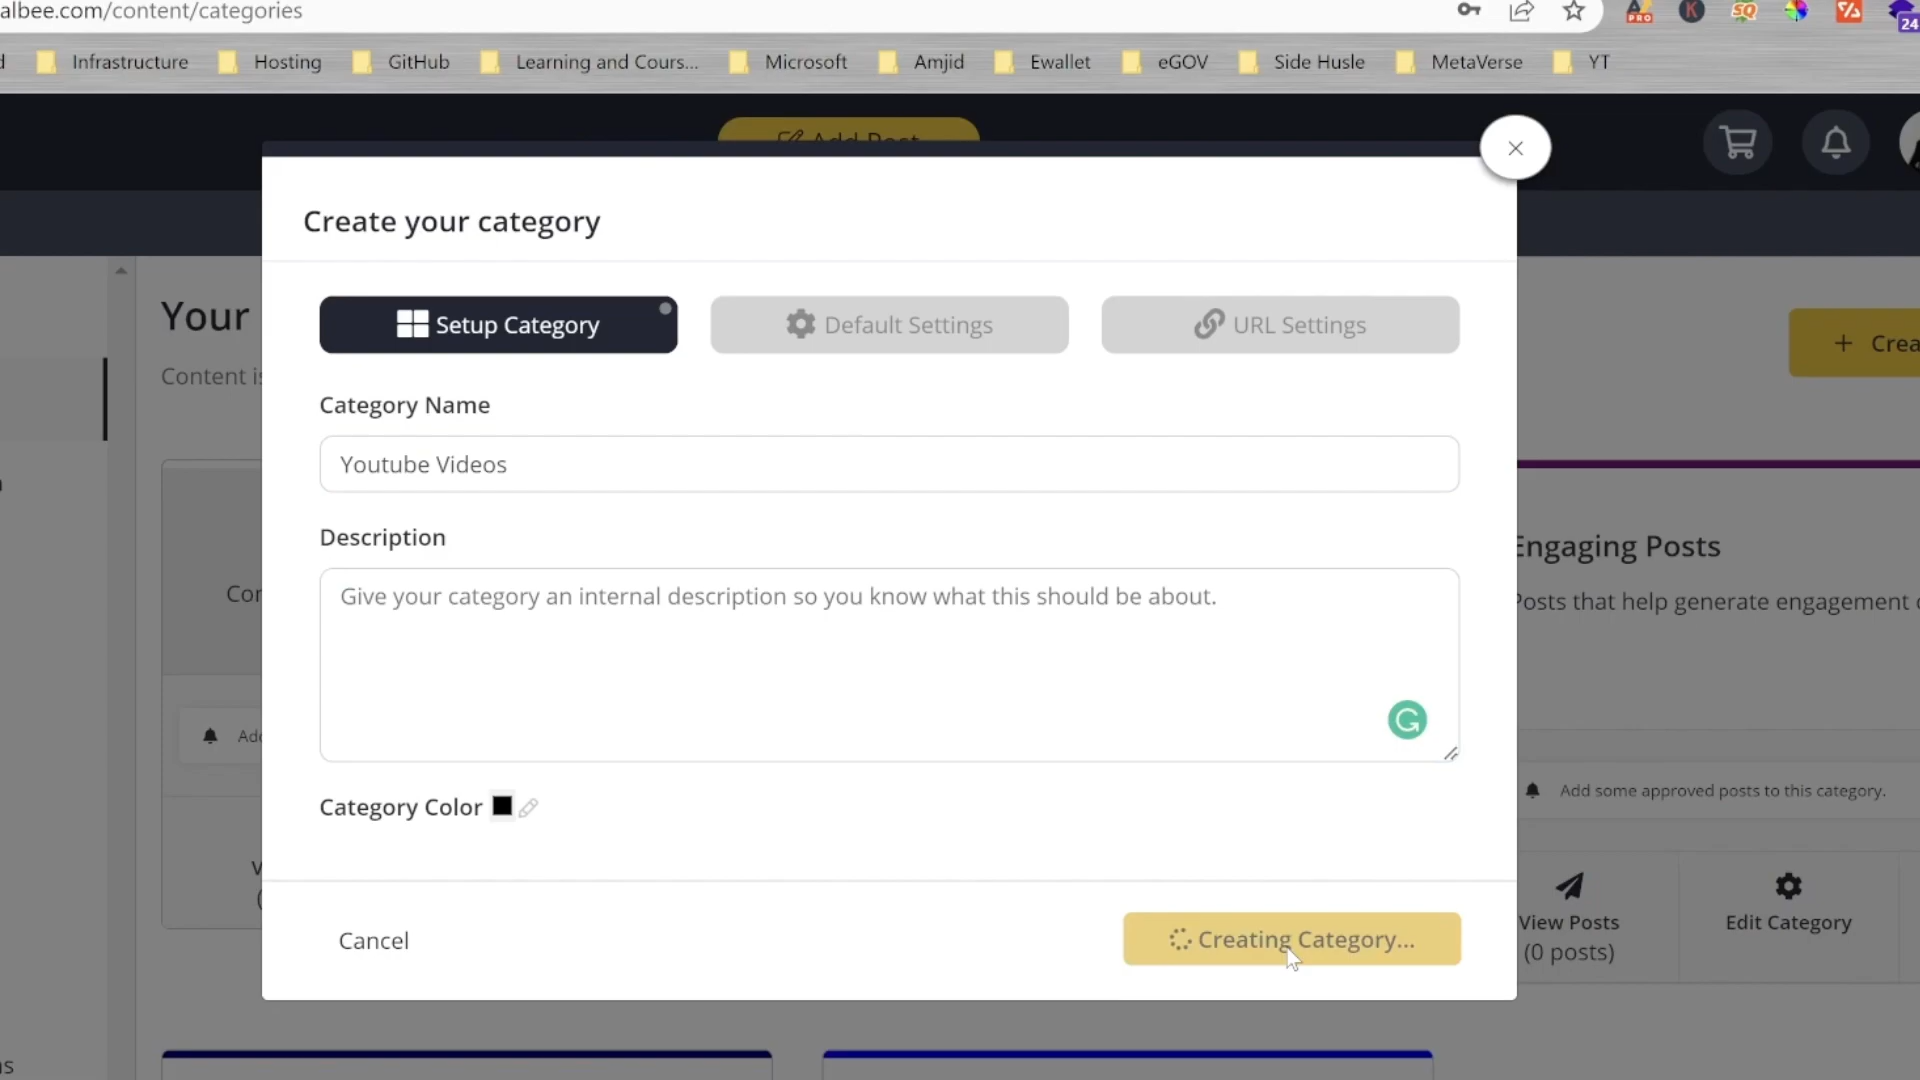 albee.com/content/categories
PRO
K
SQ
24
Infrastructure
Hosting
GitHub
Learning and Cours...
Microsoft
Amjid
Ewallet
eGOV
Side Husle
MetaVerse
YT
Create your category
Setup Category
Default Settings
URL Settings
Category Name
Youtube Videos
Description
Give your category an internal description so you know what this should be about.
Category Color
Cancel
Creating Category...
Your
Content
+ Crea
Engaging Posts
Posts that help generate engagement
Add some approved posts to this category.
View Posts
(0 posts)
Edit Category